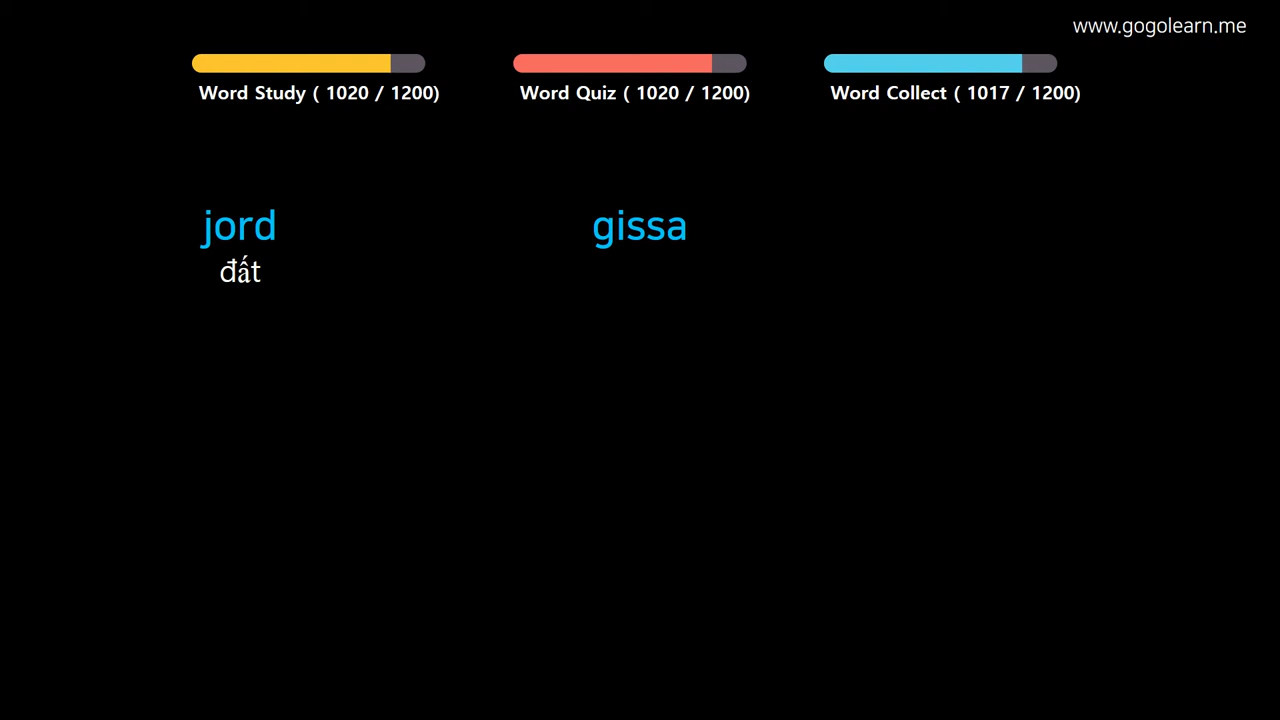 www.gogolearn.me
Word Study ( 1020 / 1200)
Word Quiz ( 1020 / 1200)
Word Collect ( 1017 / 1200)
jord
gissa
đất